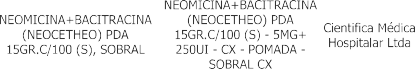 NEOMICINA+BACITRACINA
(NEOCETHEO) PDA
15GR.C/100 (S), SOBRAL
NEOMICINA+BACITRACINA
(NEOCETHEO) PDA
15GR.C/100 (S) - 5MG+
250UI - CX - POMADA -
SOBRAL CX
Cientifica Médica
Hospitalar Ltda